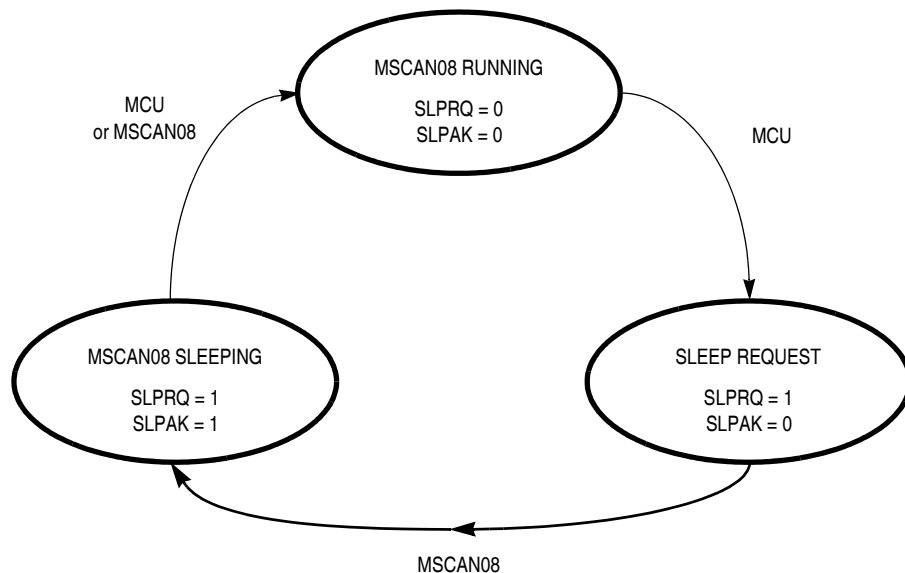 MSCAN08 RUNNING
SLPRQ = 0
SLPAK = 0
MCU
or MSCAN08
MCU
MSCAN08 SLEEPING
SLPRQ = 1
SLPAK = 1
SLEEP REQUEST
SLPRQ = 1
SLPAK = 0
MSCAN08